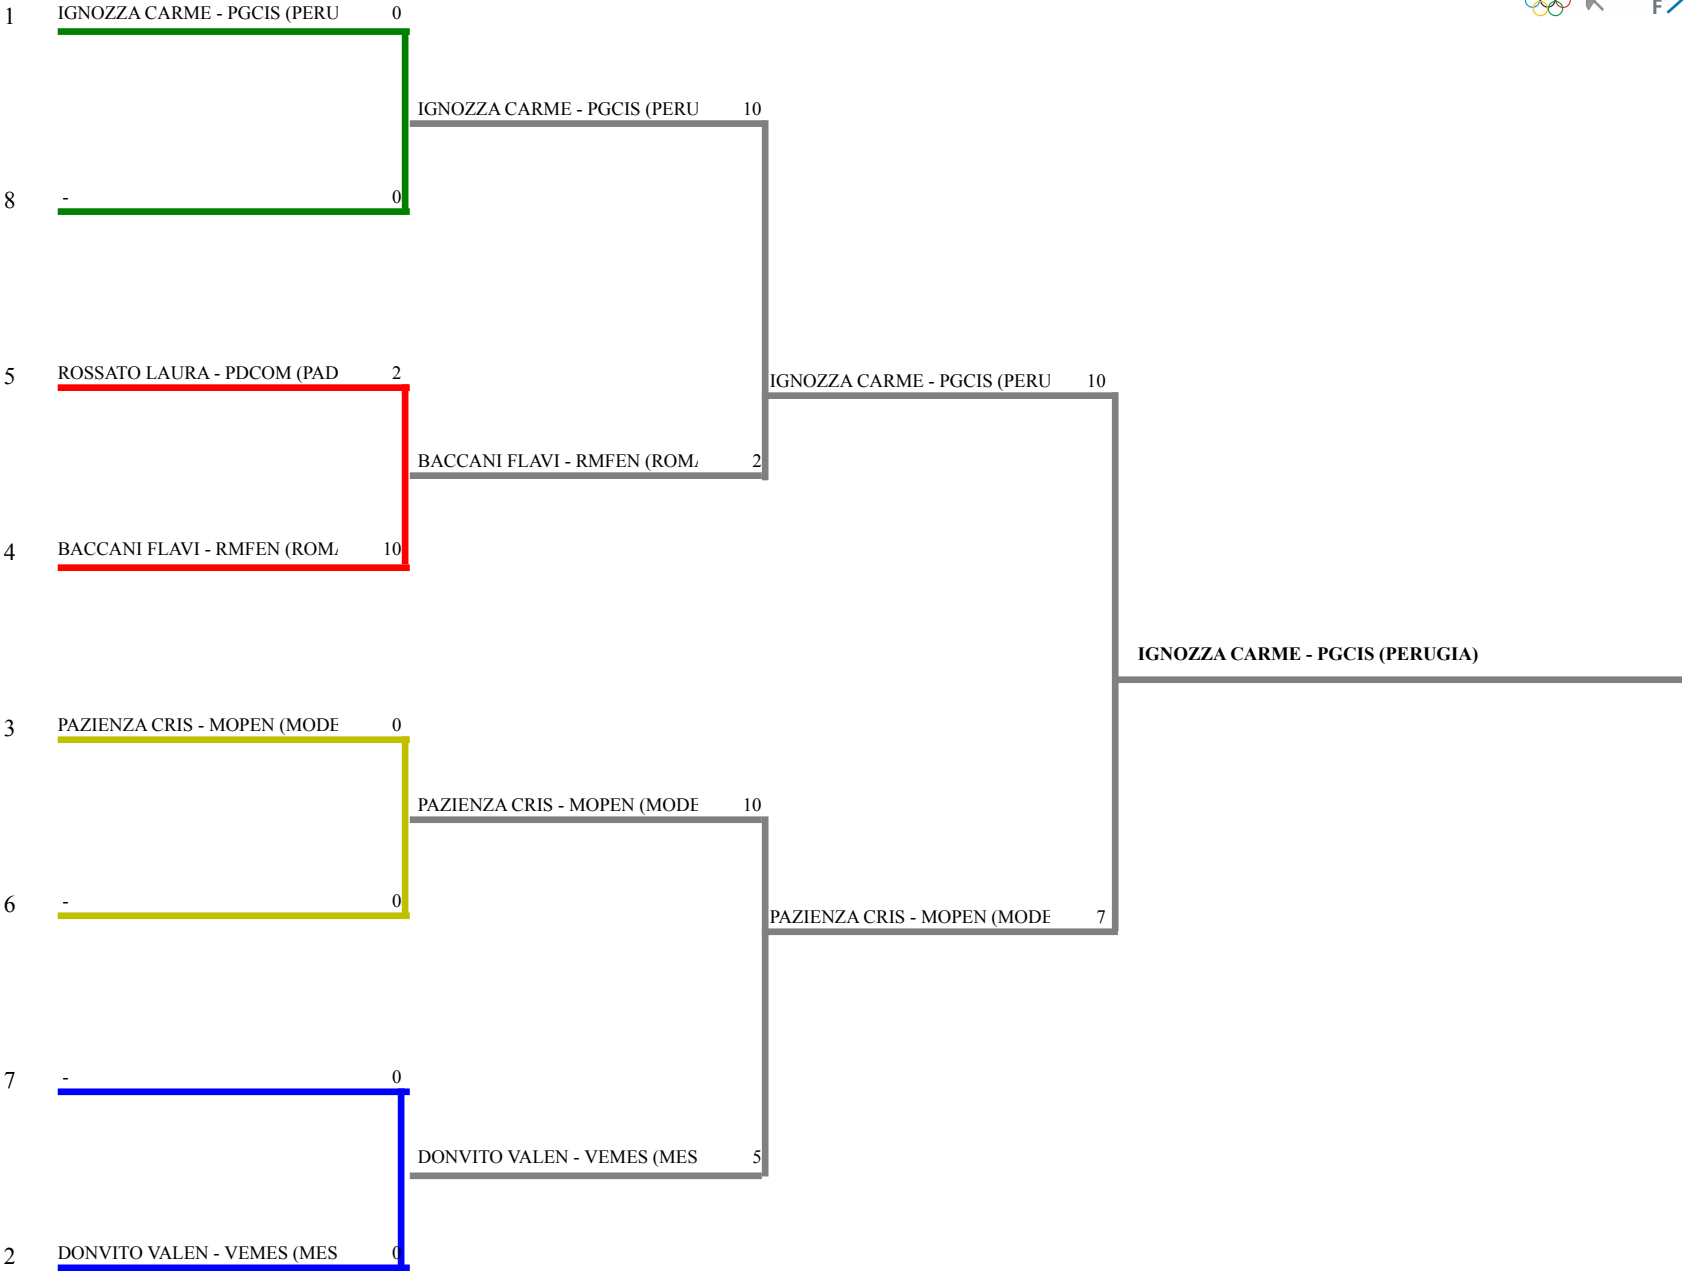 1 IGNOZZA CARME - PGCIS (PERU 0
F
IGNOZZA CARME - PGCIS (PERU 10
8 - 0
5 ROSSATO LAURA - PDCOM (PAD 2
IGNOZZA CARME - PGCIS (PERU 10
BACCANI FLAVI - RMFEN (ROMA 2
4 BACCANI FLAVI - RMFEN (ROMA 10
IGNOZZA CARME - PGCIS (PERUGIA)
3 PAZIENZA CRIS - MOPEN (MODE 0
PAZIENZA CRIS - MOPEN (MODE 10
6 - 0
PAZIENZA CRIS - MOPEN (MODE 7
7 - 0
DONVITO VALEN - VEMES (MES 5
2 DONVITO VALEN - VEMES (MES 0